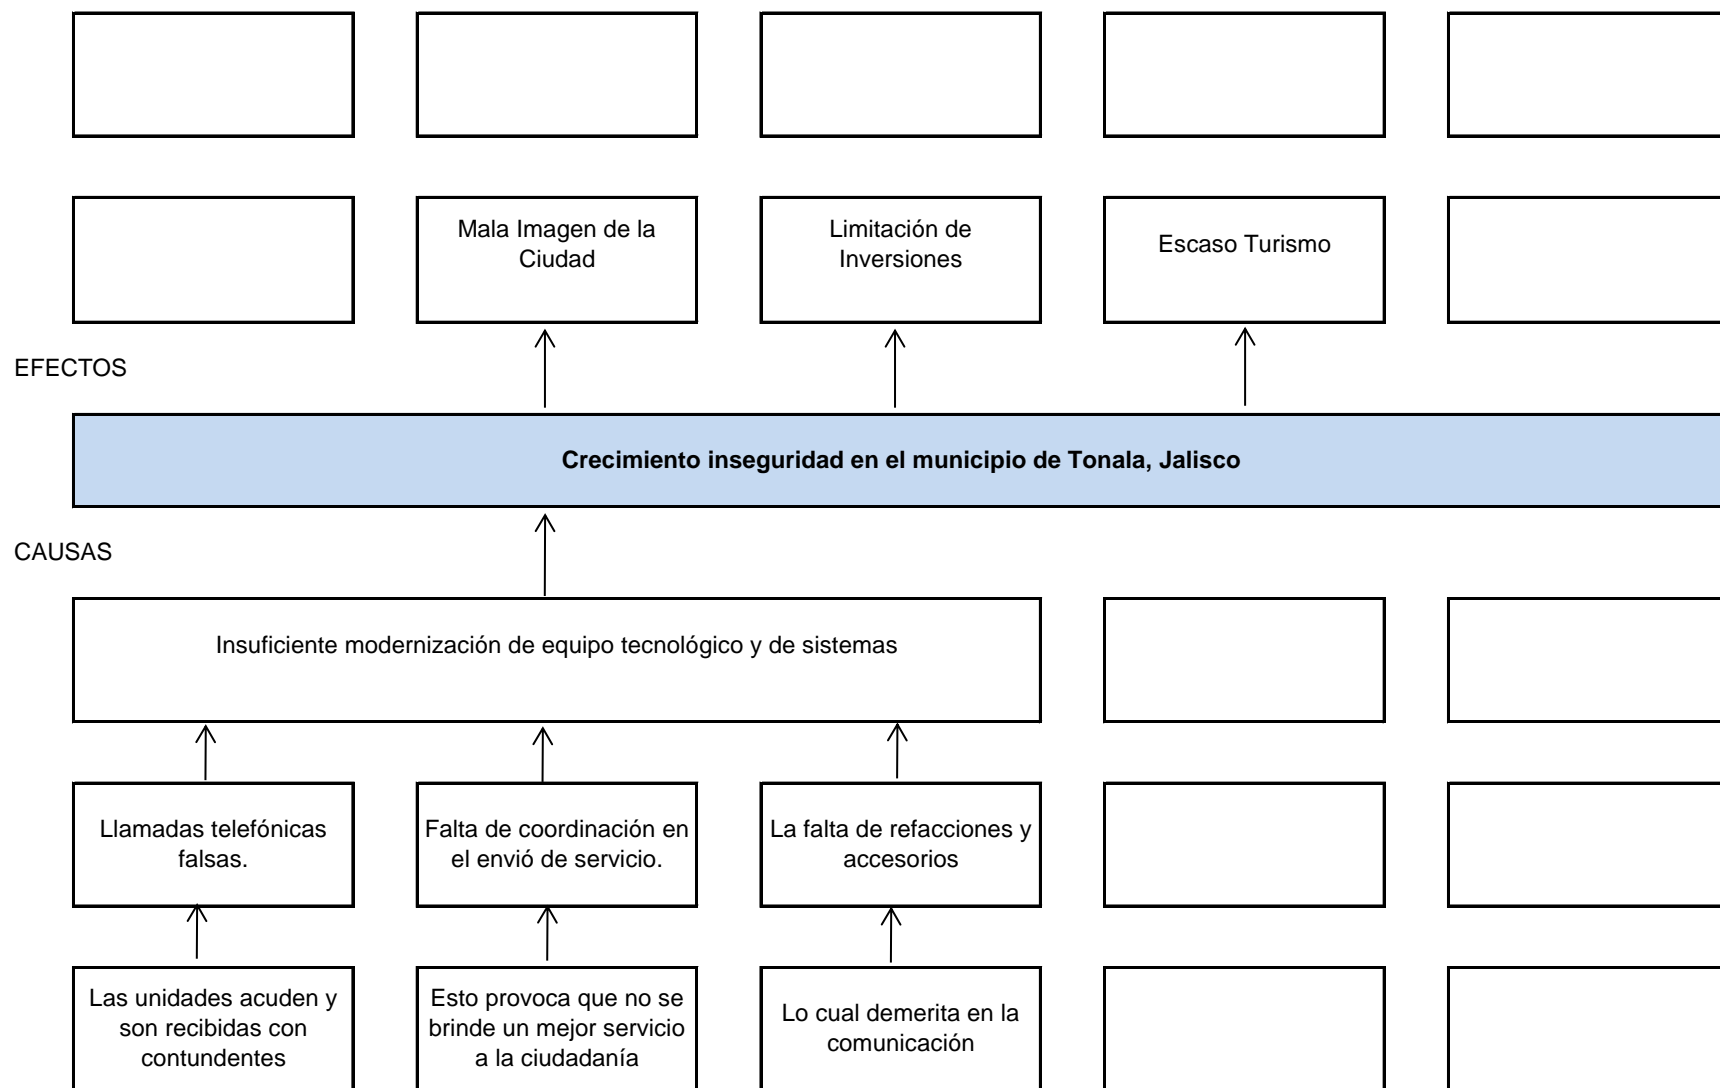 Mala Imagen de la
Ciudad
Limitación de
Inversiones
Escaso Turismo
EFECTOS
Crecimiento inseguridad en el municipio de Tonala, Jalisco
CAUSAS
Insuficiente modernización de equipo tecnológico y de sistemas
Llamadas telefónicas
falsas.
Falta de coordinación en
el envió de servicio.
La falta de refacciones y
accesorios
Las unidades acuden y
son recibidas con
contundentes
Esto provoca que no se
brinde un mejor servicio
a la ciudadanía
Lo cual demerita en la
comunicación